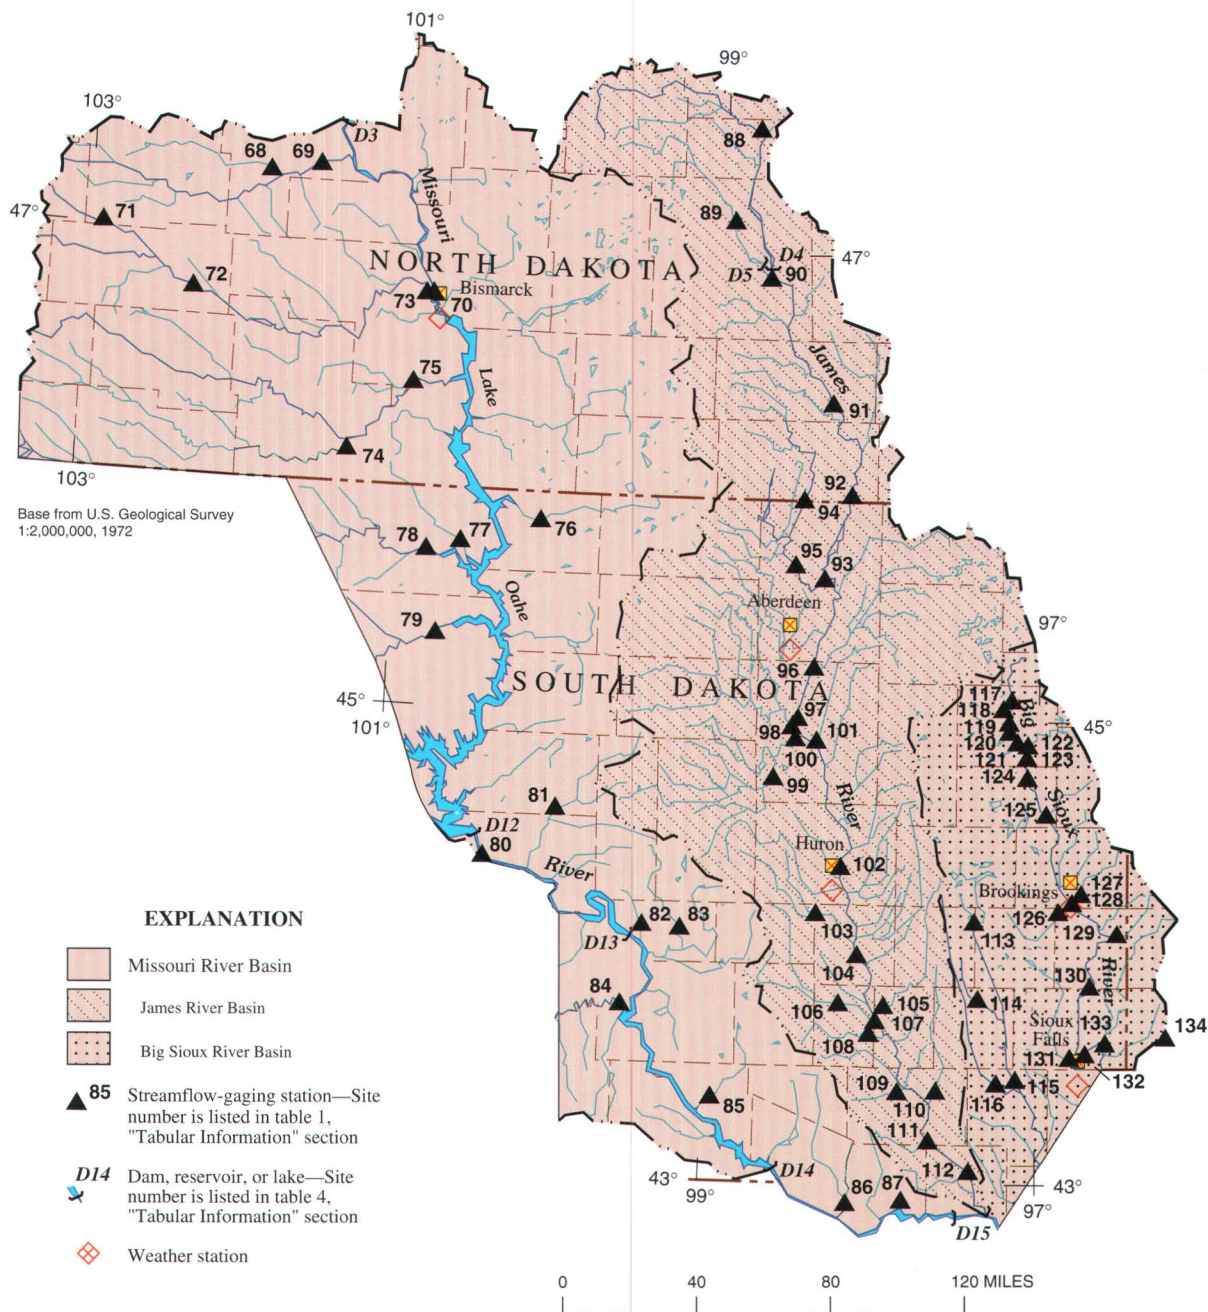 101°
99°
103°
D3
68
69
88
Missouri
71
47°
89
D4
47°
NORTH DAKOTA
D5
90
72
Bismarck
73
70
James
75
Lake
91
74
103°
92
94
Base from U.S. Geological Survey
1:2,000,000, 1972
76
78
77
95
93
Oahe
Aberdeen
79
97°
96
SOUTH DAKOTA
117
Big
45°
118
97
101°
119
45°
98
101
120
122
100
121
123
99
124
81
River
Sioux
125
D12
Huron
80
102
River
127
Brookings
128
EXPLANATION
82
83
103
126
113
129
D13
Missouri River Basin
104
130
River
84
James River Basin
106
105
114
107
Sioux
Falls
133
134
Big Sioux River Basin
108
131
132
109
115
85
Streamflow-gaging station—Site
number is listed in table 1,
"Tabular Information" section
85
110
116
111
D14
Dam, reservoir, or lake—Site
number is listed in table 4,
"Tabular Information" section
D14
112
43°
99°
86
87
43°
97°
D15
Weather station
0 40 80 120 MILES